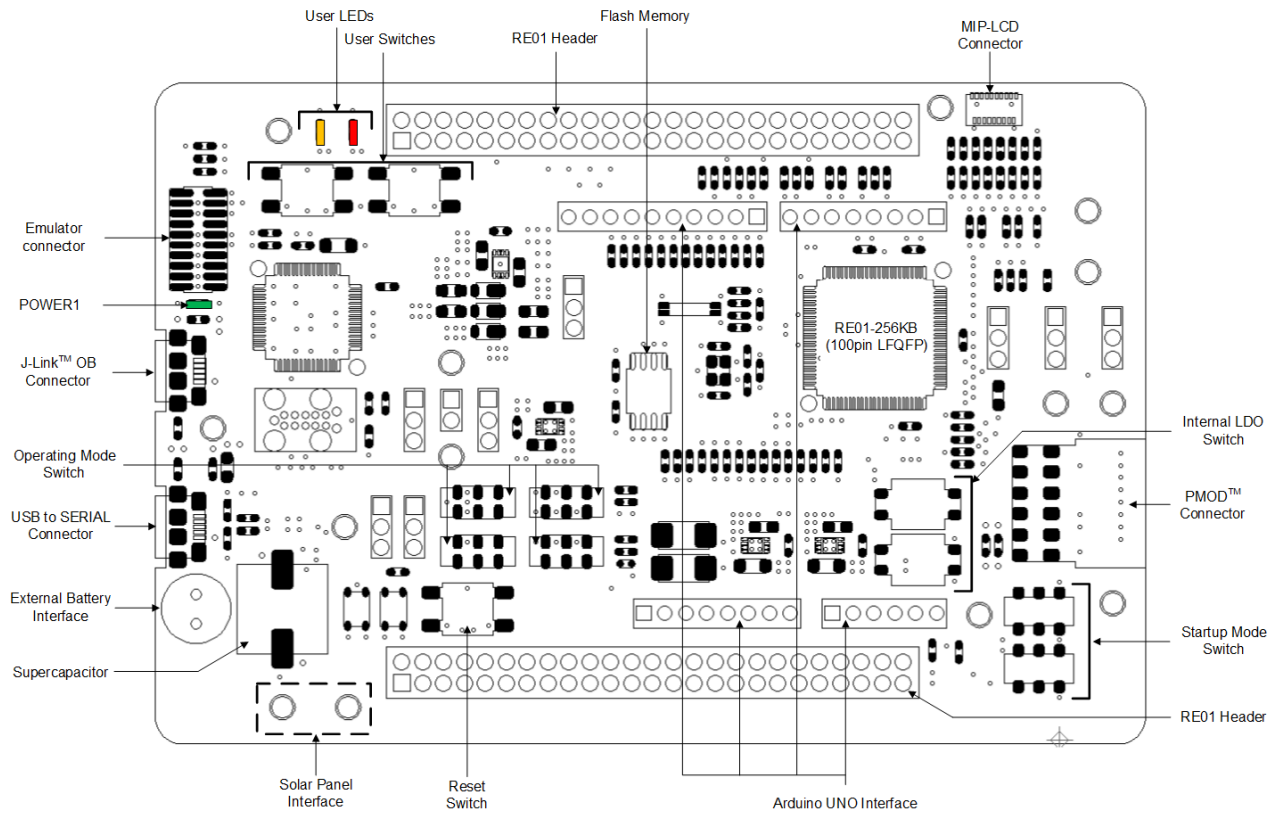 User LEDs
User Switches
RE01 Header
Flash Memory
MIP-LCD
Connector
Emulator
connector
POWER1
J-Link™ OB
Connector
RE01-256KB
(100pin LFQFP)
Operating Mode
Switch
Internal LDO
Switch
USB to SERIAL
Connector
PMOD™
Connector
External Battery
Interface
Startup Mode
Switch
Supercapacitor
RE01 Header
Solar Panel
Interface
Reset
Switch
Arduino UNO Interface